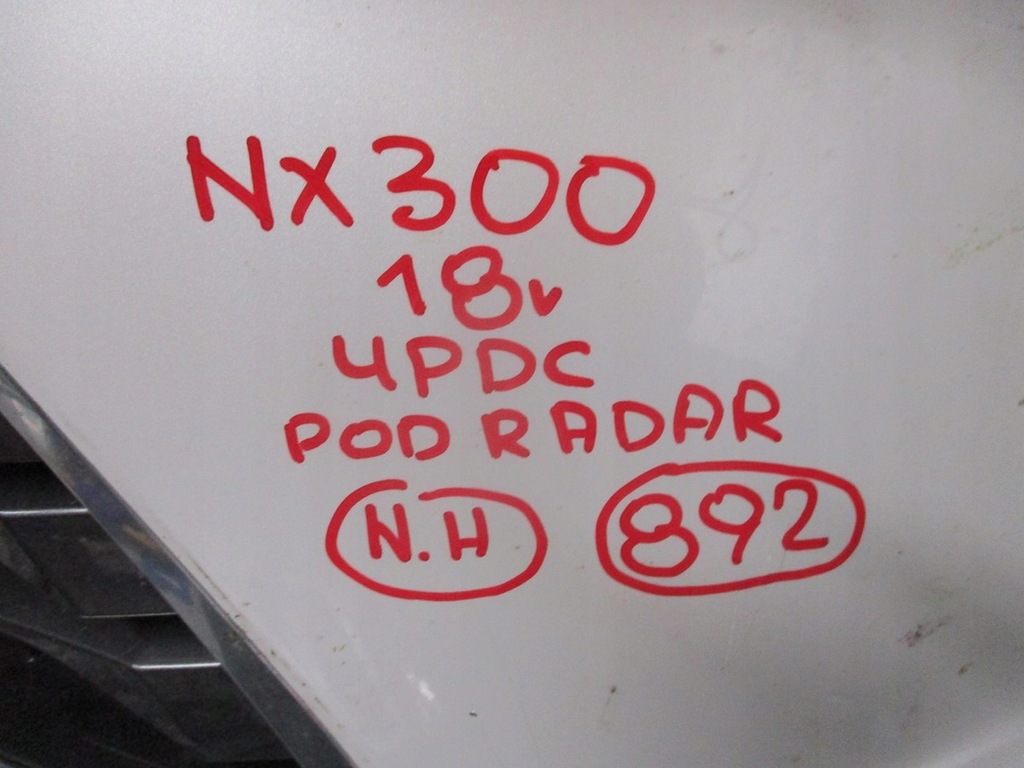 NX300
18v
4PDC
POD RADAR
N.H 892